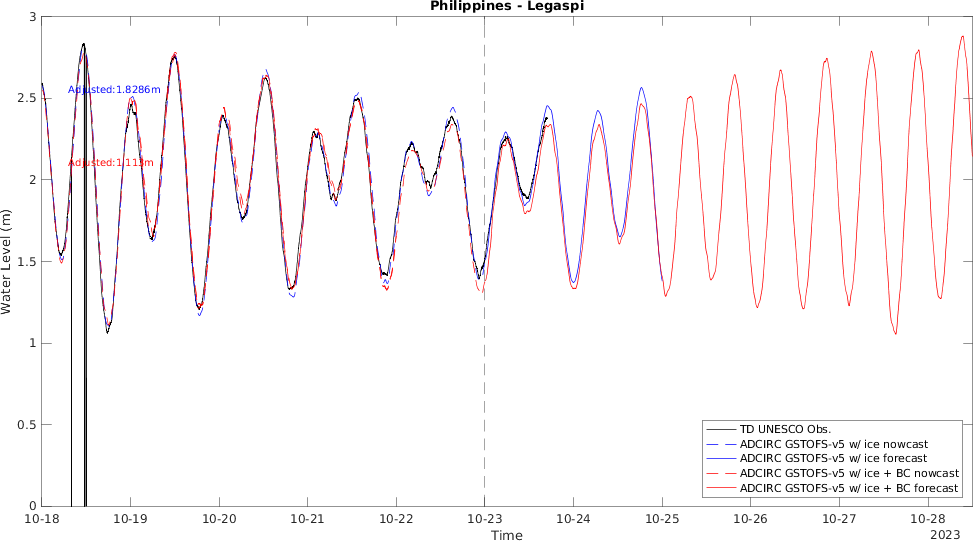 Philippines - Legaspi
Water Level (m)
3
2.5
2
1.5
1
0.5
0
Adjusted:1.8286m
Adjusted:1.113m
TD UNESCO Obs.
ADCIRC GSTOFS-v5 w/ ice nowcast
ADCIRC GSTOFS-v5 w/ ice forecast
ADCIRC GSTOFS-v5 w/ ice + BC nowcast
ADCIRC GSTOFS-v5 w/ ice + BC forecast
10-18 10-19 10-20 10-21 10-22 10-23 10-24 10-25 10-26 10-27 10-28
Time
2023